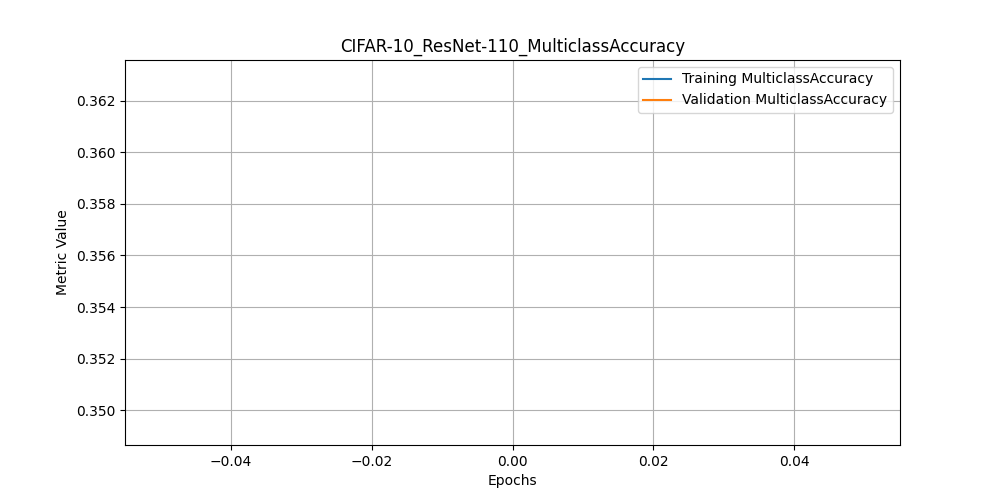 CIFAR-10_ResNet-110_MulticlassAccuracy
Training MulticlassAccuracy
Validation MulticlassAccuracy
Metric Value
0.362
0.360
0.358
0.356
0.354
0.352
0.350
−0.04 −0.02 0.00 0.02 0.04
Epochs